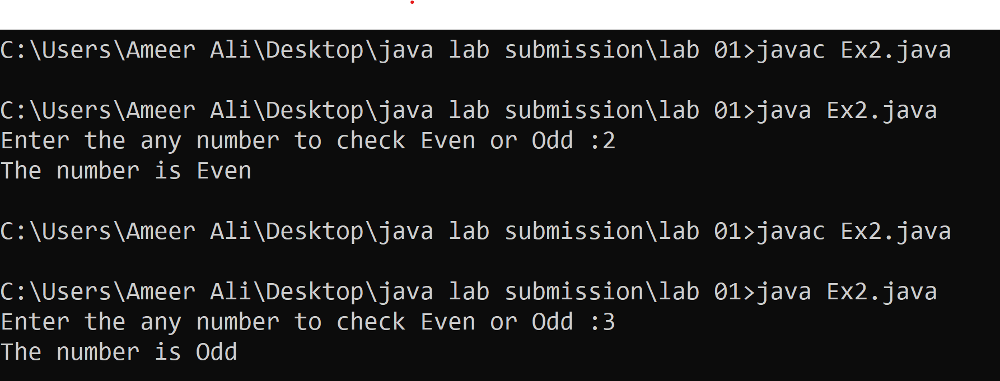 C:\Users\Ameer Ali\Desktop\java lab submission\lab 01>javac Ex2.java
C:\Users\Ameer Ali\Desktop\java lab submission\lab 01>java Ex2.java
Enter the any number to check Even or Odd :2
The number is Even
C:\Users\Ameer Ali\Desktop\java lab submission\lab 01>javac Ex2.java
C:\Users\Ameer Ali\Desktop\java lab submission\lab 01>java Ex2.java
Enter the any number to check Even or Odd :3
The number is Odd